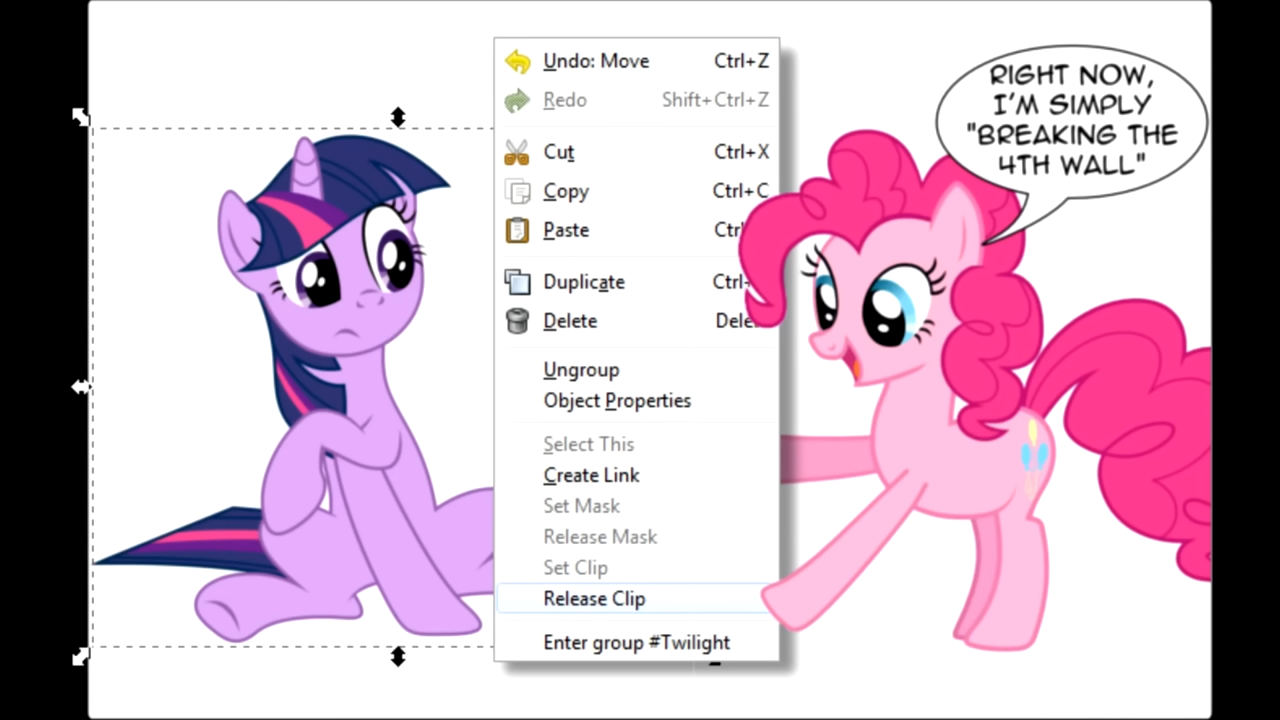 Undo: Move Ctrl+Z
Redo Shift+Ctrl+Z
Cut Ctrl+X
Copy Ctrl+C
Paste
Duplicate
Delete
Ungroup
Object Properties
Select This
Create Link
Set Mask
Release Mask
Set Clip
Release Clip
Enter group #Twilight
RIGHT NOW,
I'M SIMPLY
"BREAKING THE
4TH WALL"